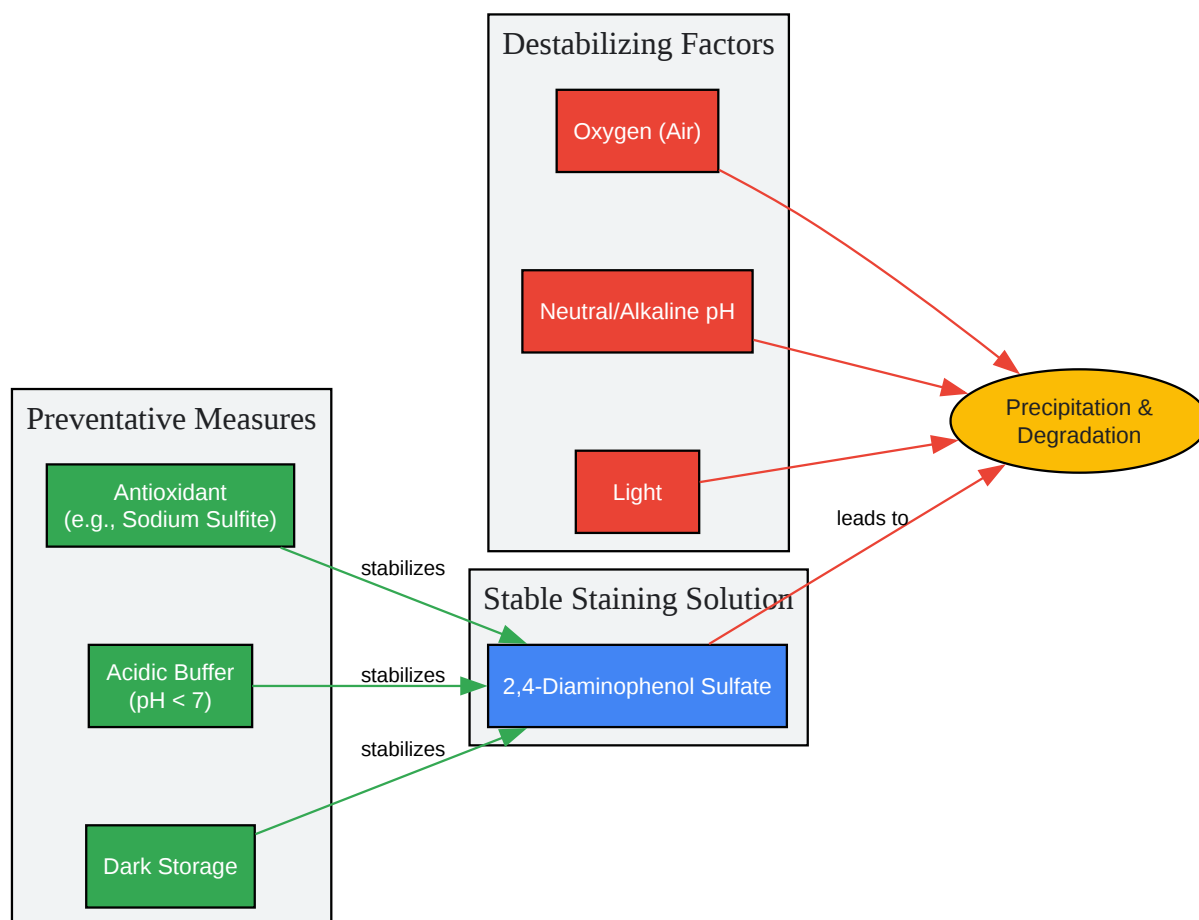 Destabilizing Factors
Oxygen (Air)
Neutral/Alkaline pH
Light
Precipitation &
Degradation
leads to
Preventative Measures
Antioxidant
(e.g., Sodium Sulfite)
Acidic Buffer
(pH < 7)
Dark Storage
stabilizes
stabilizes
stabilizes
Stable Staining Solution
2,4-Diaminophenol Sulfate